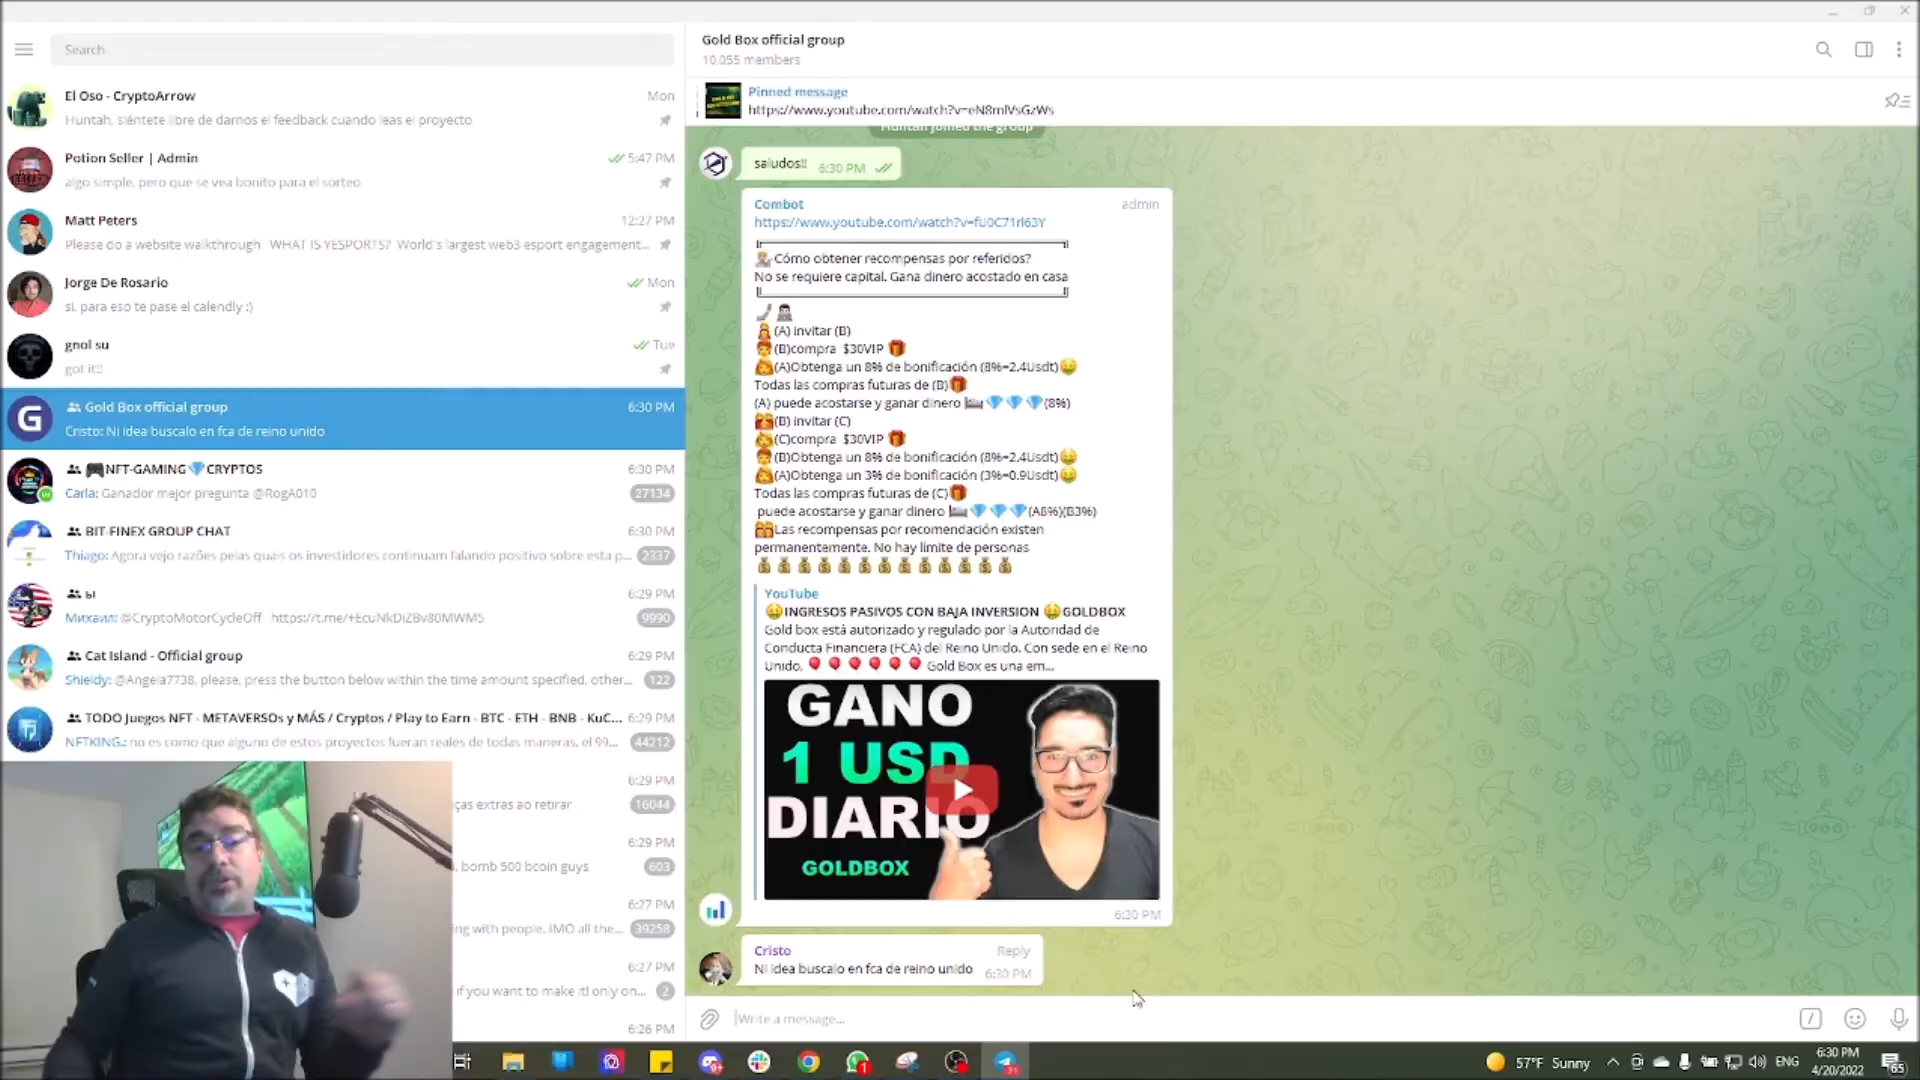 Search
El Oso - CryptoArrow
Mon
Huntah, siéntete libre de darnos el feedback cuando leas el proyecto
Potion Seller | Admin
5:47 PM
algo simple, pero que se vea bonito para el sorteo
Matt Peters
12:27 PM
Please do a website walkthrough WHAT IS YESPORTS? World's largest web3 esport engagement...
Jorge De Rosario
Mon
si, para eso te pase el calendly :)
gnol su
Tue
got it!!
G
Gold Box official group
6:30 PM
Cristo: Ni idea buscalo en fca de reino unido
NFT-GAMING💎CRYPTOS
6:30 PM
Carla: Ganador mejor pregunta @RogA010
27134
BIT-FINEX GROUP CHAT
6:30 PM
Thiago: Agora vejo razões pelas quais os investidores continuam falando positivo sobre esta p...
2337
ы
6:29 PM
Михаил: @CryptoMotorCycleOff https://t.me/+EcuNkDiZBv80MWM5
9990
Cat Island - Official group
6:29 PM
Shieldy: @Angela7738, please, press the button below within the time amount specified, other...
122
TODO Juegos NFT - METAVERSOs y MÁS / Cryptos / Play to Earn - BTC - ETH - BNB - KuC...
6:29 PM
NFTKING.: no es como que alguno de estos proyectos fueran reales de todas maneras, el 99...
44212
6:29 PM
ças extras ao retirar
16044
6:29 PM
, bomb 500 bcoin guys
603
6:27 PM
ing with people. IMO all the...
39258
6:27 PM
if you want to make it! only on...
2
6:26 PM
Gold Box official group
10,055 members
Pinned message
https://www.youtube.com/watch?v=eN8mlVsGzWs
Huntah joined the group
saludos!!
6:30 PM
Combot
admin
https://www.youtube.com/watch?v=fU0C71rl63Y
Cómo obtener recompensas por referidos?
No se requiere capital. Gana dinero acostado en casa
(A) invitar (B)
(B)compra $30VIP
(A)Obtenga un 8% de bonificación (8%=2.4Usdt)
Todas las compras futuras de (B)
(A) puede acostarse y ganar dinero (8%)
(B) invitar (C)
(C)compra $30VIP
(B)Obtenga un 8% de bonificación (8%=2.4Usdt)
(A)Obtenga un 3% de bonificación (3%=0.9Usdt)
Todas las compras futuras de (C)
puede acostarse y ganar dinero (A8%)(B3%)
Las recompensas por recomendación existen
permanentemente. No hay límite de personas
YouTube
INGRESOS PASIVOS CON BAJA INVERSION GOLDBOX
Gold box está autorizado y regulado por la Autoridad de
Conducta Financiera (FCA) del Reino Unido. Con sede en el Reino
Unido, Gold Box es una em...
GANO
1 USD
DIARIO
GOLDBOX
6:30 PM
Cristo
Reply
Ni idea buscalo en fca de reino unido
6:30 PM
Write a message...
57°F Sunny
ENG
6:30 PM
4/20/2022
65